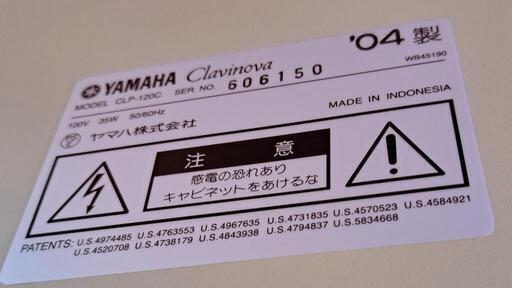 YAMAHA Clavinova '04 製
MODEL CLP-120C SER. NO. 606150 WB45190
100V 35W 50/60Hz MADE IN INDONESIA
ヤマハ株式会社
注意
感電の恐れあり
キャビネットをあけるな
PATENTS: U.S.4974485 U.S.4763553 U.S.4967635 U.S.4731835 U.S.4570523 U.S.4584921
U.S.4520708 U.S.4738179 U.S.4843938 U.S.4794837 U.S.5834668